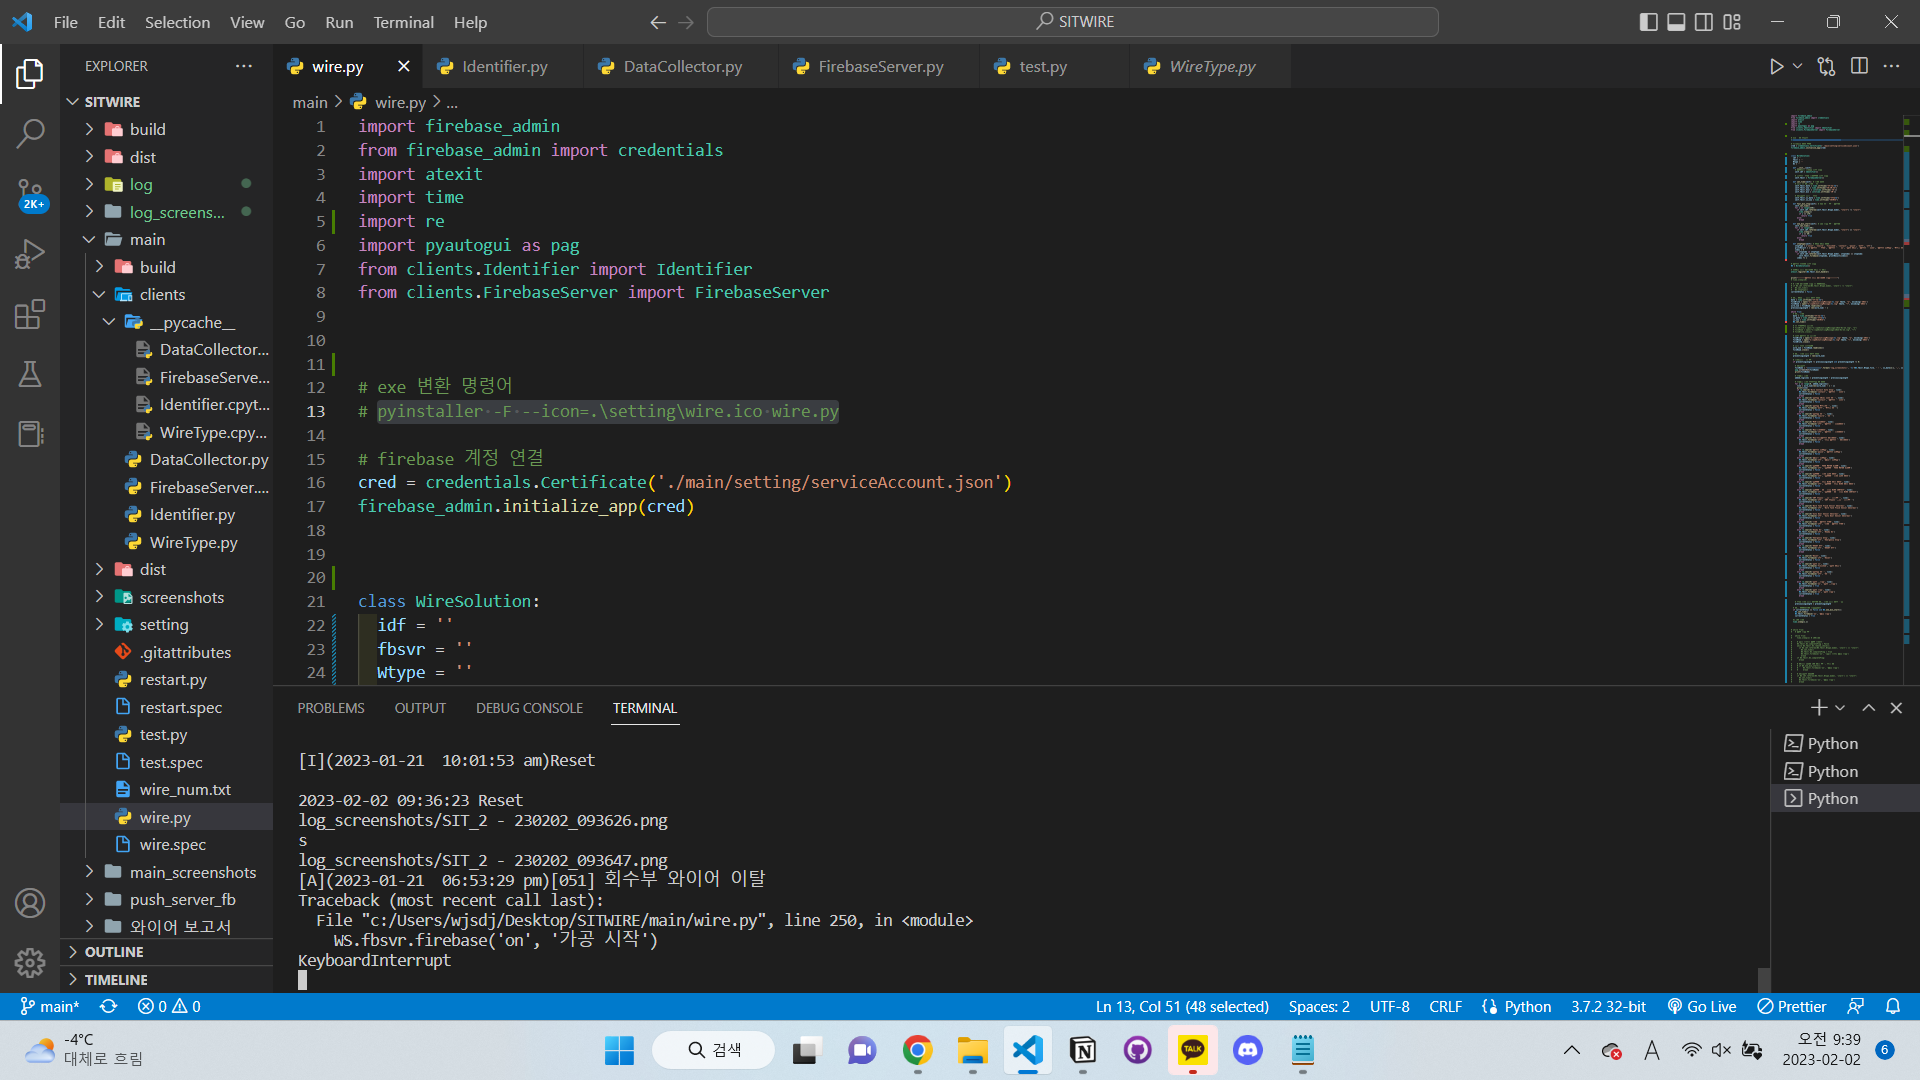 File Edit Selection View Go Run Terminal Help
SITWIRE
EXPLORER
SITWIRE
build
dist
log
log_screens...
main
build
clients
__pycache__
DataCollector...
FirebaseServe...
Identifier.cpyt...
WireType.cpy...
DataCollector.py
FirebaseServer....
Identifier.py
WireType.py
dist
screenshots
setting
.gitattributes
restart.py
restart.spec
test.py
test.spec
wire_num.txt
wire.py
wire.spec
main_screenshots
push_server_fb
와이어 보고서
OUTLINE
TIMELINE
2K+
wire.py Identifier.py DataCollector.py FirebaseServer.py test.py WireType.py
main > wire.py > ...
1 import firebase_admin
2 from firebase_admin import credentials
3 import atexit
4 import time
5 import re
6 import pyautogui as pag
7 from clients.Identifier import Identifier
8 from clients.FirebaseServer import FirebaseServer
9
10
11
12 # exe 변환 명령어
13 # pyinstaller -F --icon=.\setting\wire.ico wire.py
14
15 # firebase 계정 연결
16 cred = credentials.Certificate('./main/setting/serviceAccount.json')
17 firebase_admin.initialize_app(cred)
18
19
20
21 class WireSolution:
22 idf = ''
23 fbsvr = ''
24 Wtype = ''
PROBLEMS OUTPUT DEBUG CONSOLE TERMINAL
[I](2023-01-21  10:01:53 am)Reset
2023-02-02 09:36:23 Reset
log_screenshots/SIT_2 - 230202_093626.png
s
log_screenshots/SIT_2 - 230202_093647.png
[A](2023-01-21  06:53:29 pm)[051] 회수부 와이어 이탈
Traceback (most recent call last):
File "c:/Users/wjsdj/Desktop/SITWIRE/main/wire.py", line 250, in <module>
WS.fbsvr.firebase('on', '가공 시작')
KeyboardInterrupt
Python
Python
Python
main* 0 0 Ln 13, Col 51 (48 selected) Spaces: 2 UTF-8 CRLF Python 3.7.2 32-bit Go Live Prettier
-4°C
대체로 흐림
검색
TALK
A
오전 9:39
2023-02-02
6